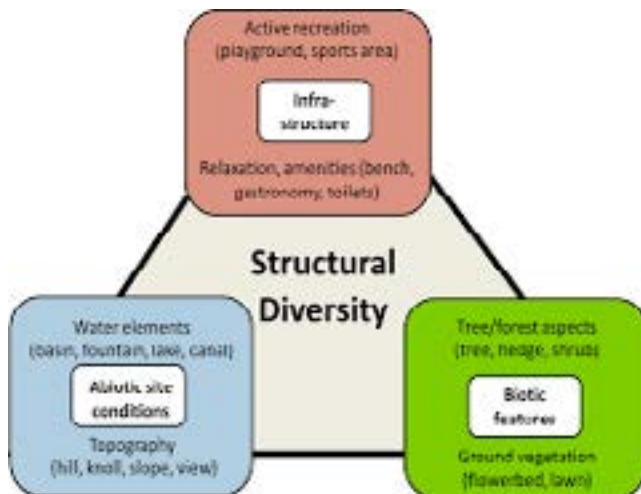 Active recreation
(playground, sports area)
Infra-
structure
Relaxation, amenities (bench,
gastronomy, toilets)
Structural
Diversity
Water elements
(basin, fountain, lake, canal)
Abiotic site
conditions
Topography
(hill, knoll, slope, view)
Tree/forest aspects
(tree, hedge, shrub)
Biotic
features
Ground vegetation
(flowerbed, lawn)